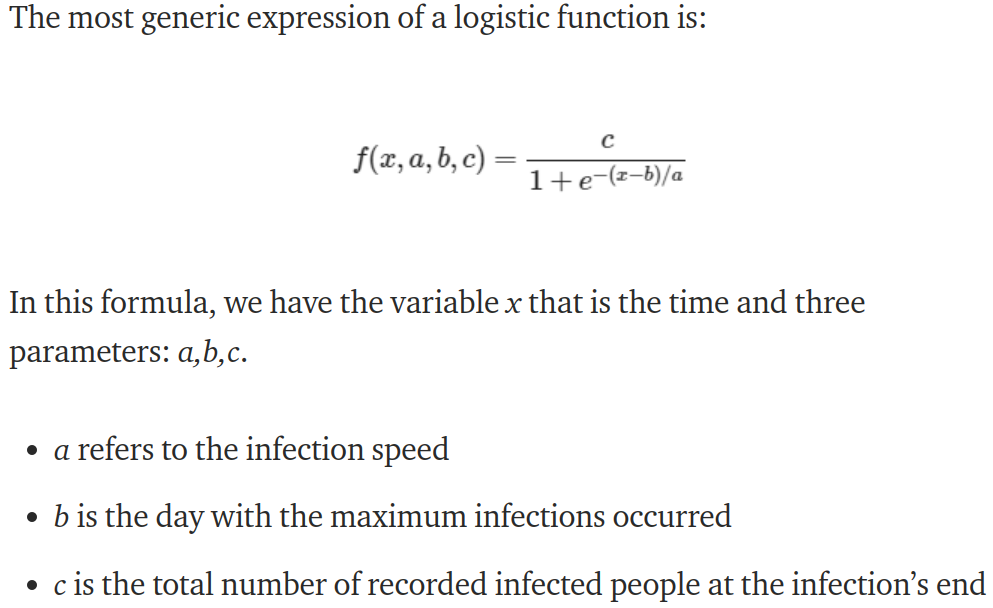 The most generic expression of a logistic function is:
f(x, a, b, c) = c / (1 + e^{-(x-b)/a})
In this formula, we have the variable x that is the time and three
parameters: a,b,c.
• a refers to the infection speed
• b is the day with the maximum infections occurred
• c is the total number of recorded infected people at the infection’s end